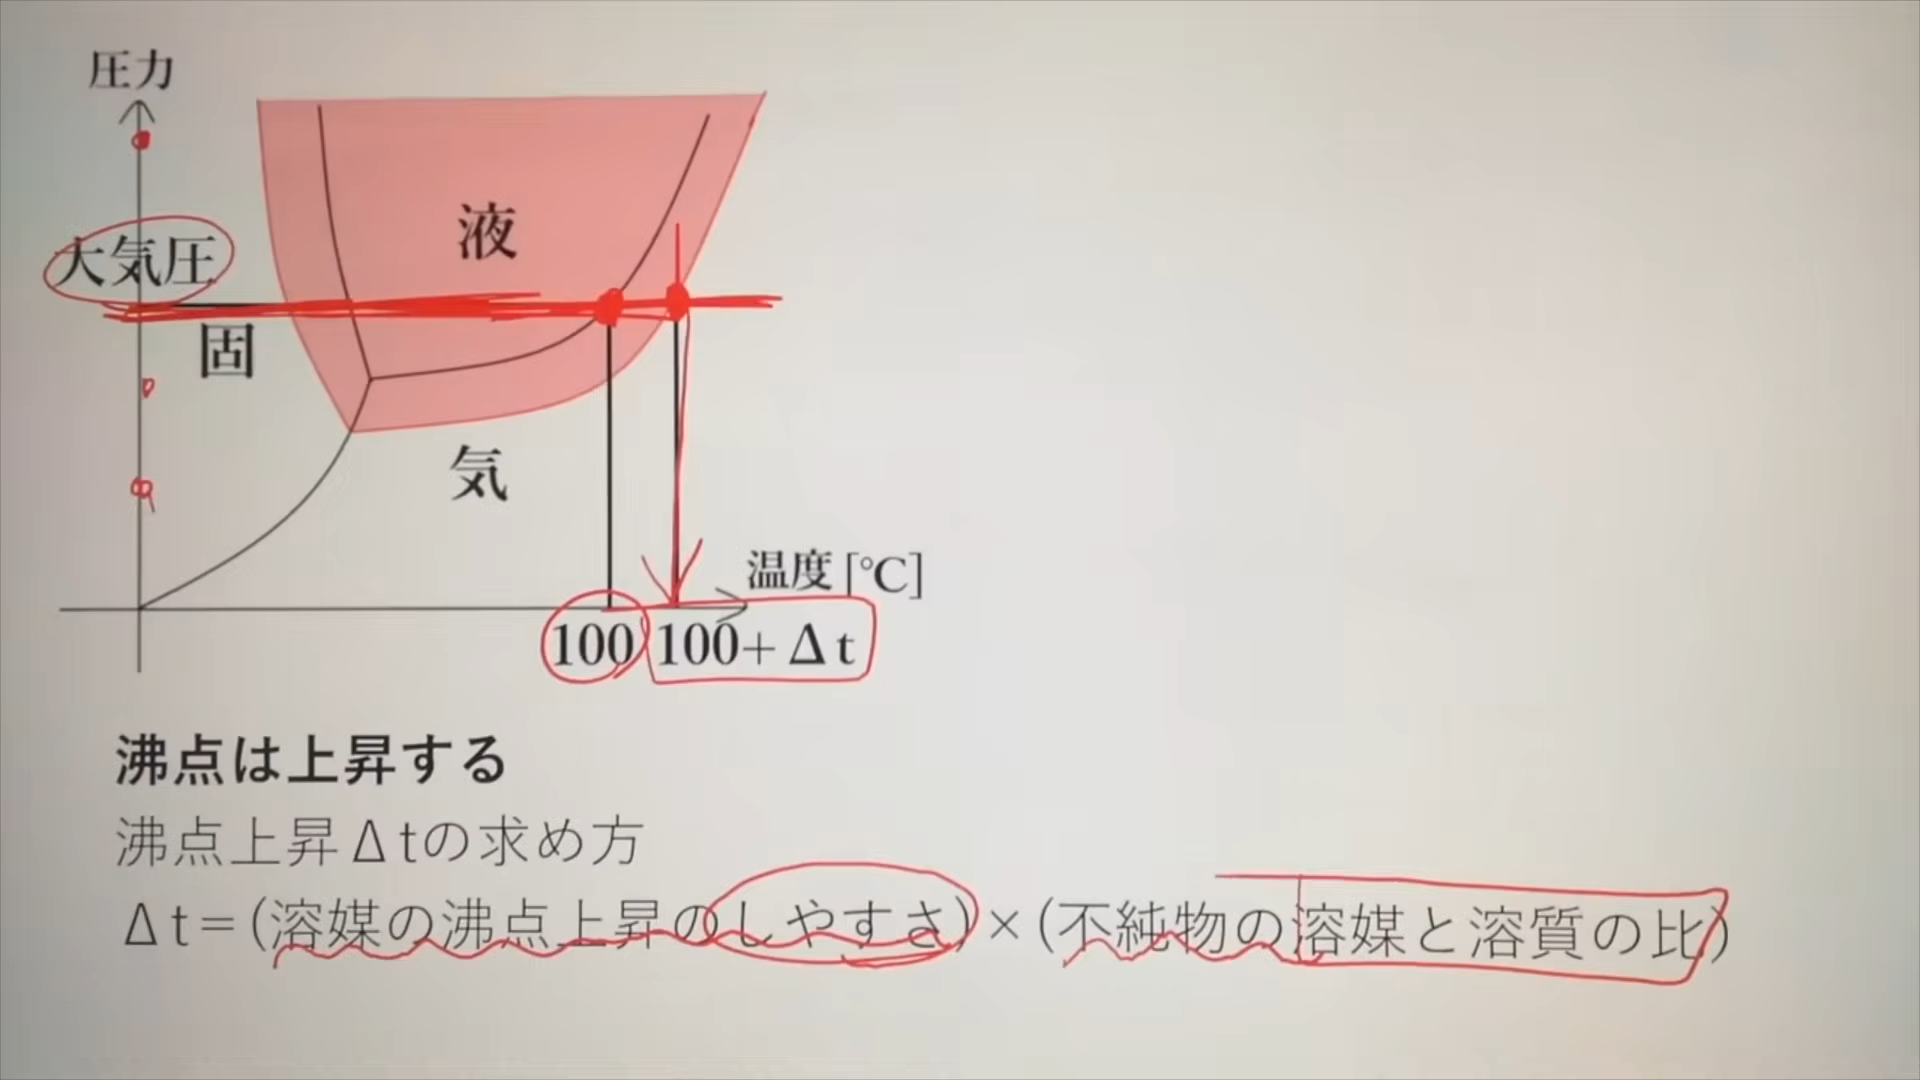 圧力
液
大気圧
固
気
温度 [℃]
100 100+Δt
沸点は上昇する
沸点上昇Δtの求め方
Δt=(溶媒の沸点上昇のしやすさ)×(不純物の溶媒と溶質の比)